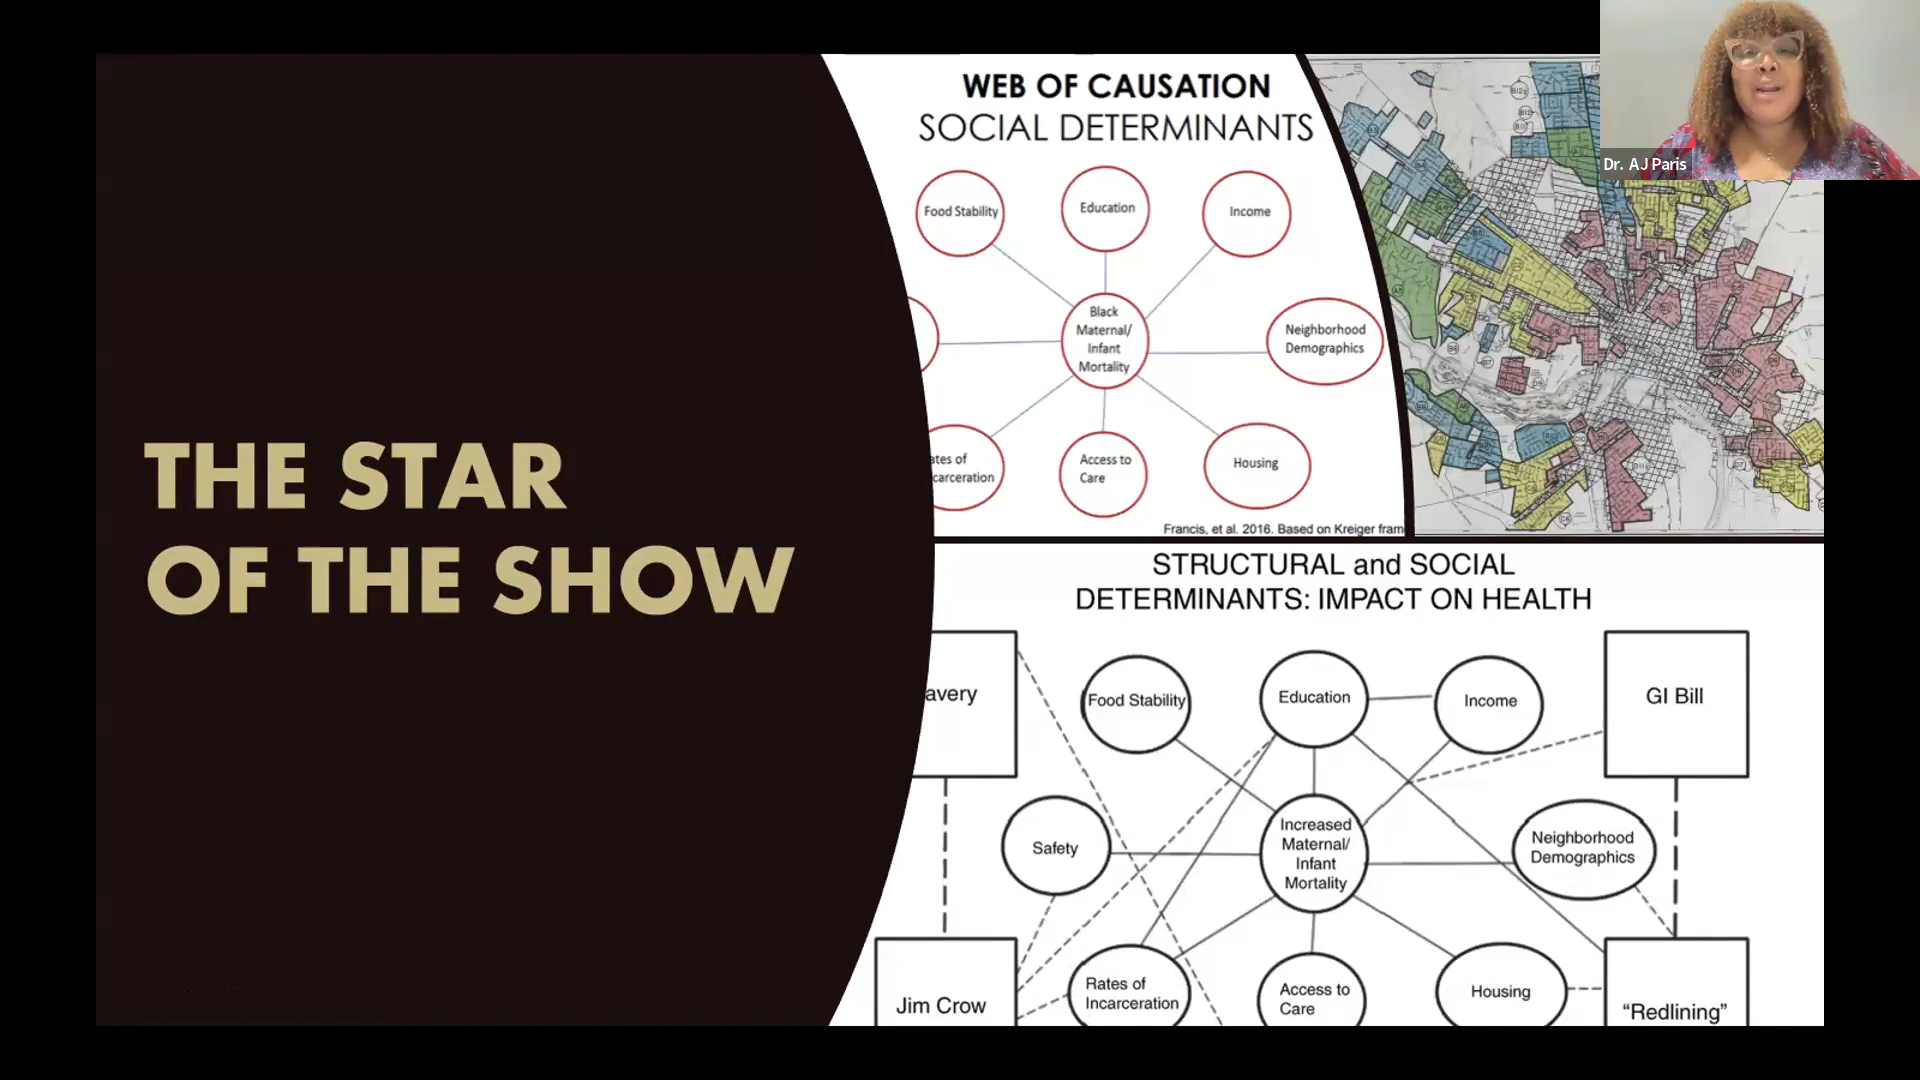 THE STAR
OF THE SHOW
WEB OF CAUSATION
SOCIAL DETERMINANTS
Food Stability
Education
Income
Black
Maternal/
Infant
Mortality
Neighborhood
Demographics
ates of
carceration
Access to
Care
Housing
Francis, et al. 2016. Based on Kreiger fram
Dr. AJ Paris
STRUCTURAL and SOCIAL
DETERMINANTS: IMPACT ON HEALTH
avery
Food Stability
Education
Income
GI Bill
Safety
Increased
Maternal/
Infant
Mortality
Neighborhood
Demographics
Jim Crow
Rates of
Incarceration
Access to
Care
Housing
“Redlining”